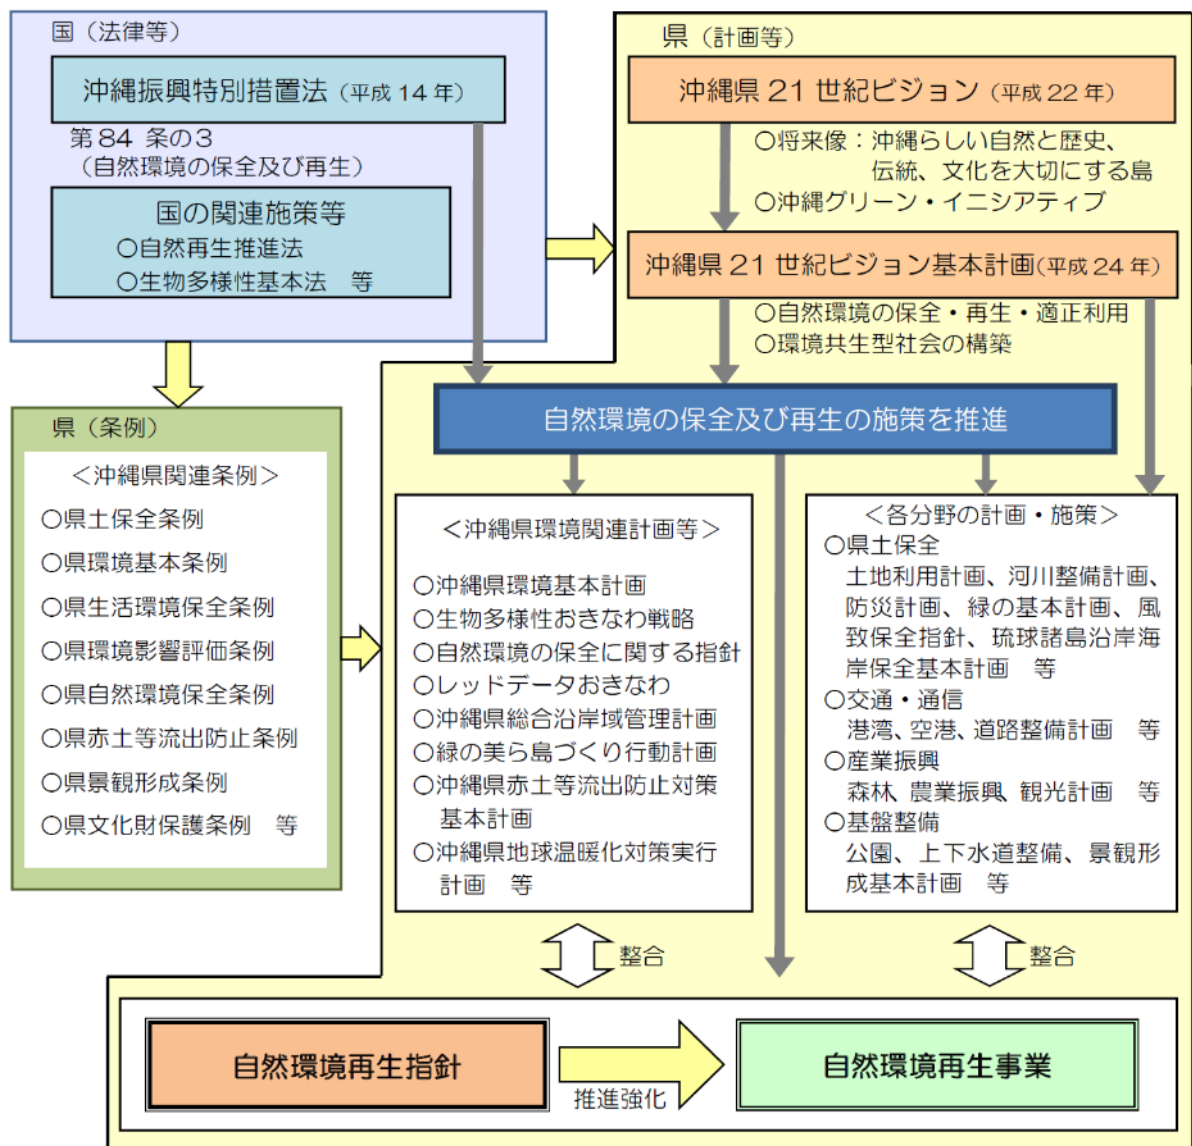 国（法律等）
沖縄振興特別措置法（平成 14 年）
第 84 条の３
（自然環境の保全及び再生）
国の関連施策等
○自然再生推進法
○生物多様性基本法　等
県（計画等）
沖縄県 21 世紀ビジョン（平成 22 年）
○将来像：沖縄らしい自然と歴史、
伝統、文化を大切にする島
○沖縄グリーン・イニシアティブ
沖縄県 21 世紀ビジョン基本計画(平成 24 年)
○自然環境の保全・再生・適正利用
○環境共生型社会の構築
自然環境の保全及び再生の施策を推進
県（条例）
＜沖縄県関連条例＞
○県土保全条例
○県環境基本条例
○県生活環境保全条例
○県環境影響評価条例
○県自然環境保全条例
○県赤土等流出防止条例
○県景観形成条例
○県文化財保護条例　等
＜沖縄県環境関連計画等＞
○沖縄県環境基本計画
○生物多様性おきなわ戦略
○自然環境の保全に関する指針
○レッドデータおきなわ
○沖縄県総合沿岸域管理計画
○緑の美ら島づくり行動計画
○沖縄県赤土等流出防止対策
基本計画
○沖縄県地球温暖化対策実行
計画　等
＜各分野の計画・施策＞
○県土保全
土地利用計画、河川整備計画、
防災計画、緑の基本計画、風
致保全指針、琉球諸島沿岸海
岸保全基本計画　等
○交通・通信
港湾、空港、道路整備計画　等
○産業振興
森林、農業振興、観光計画　等
○基盤整備
公園、上下水道整備、景観形
成基本計画　等
整合
整合
自然環境再生指針
推進強化
自然環境再生事業